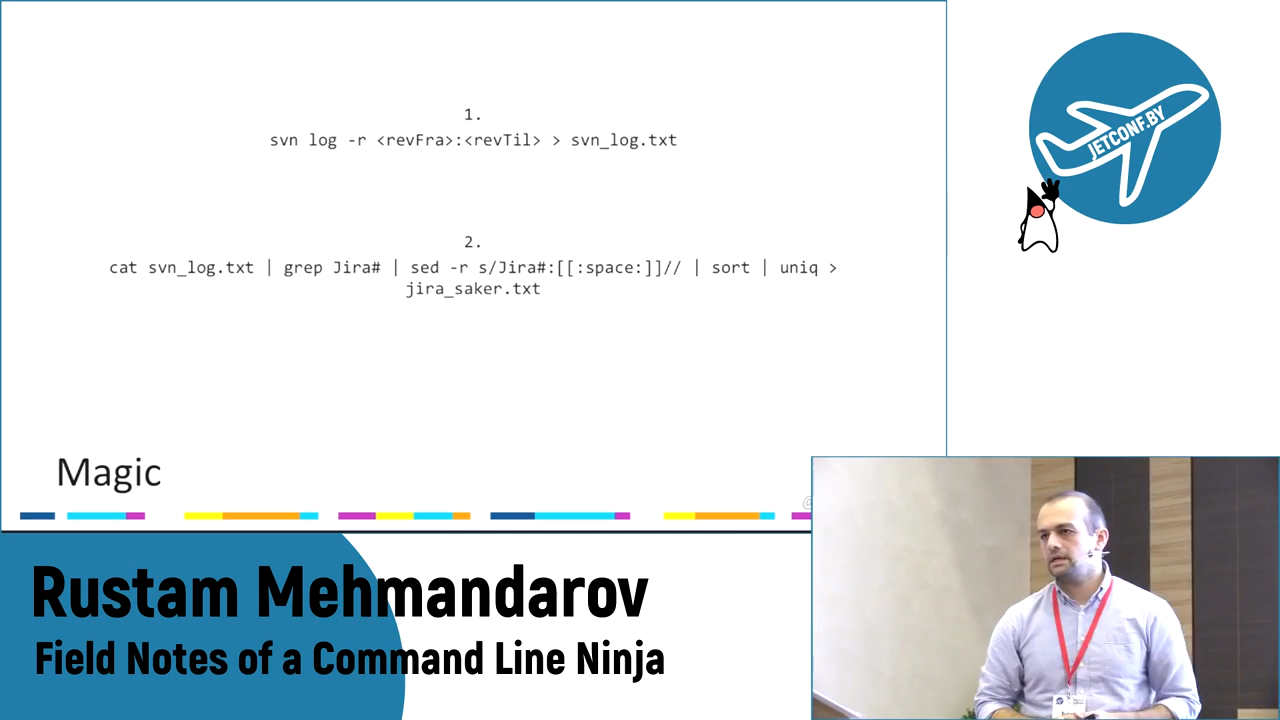 1.
svn log -r <revFra>:<revTil> > svn_log.txt
2.
cat svn_log.txt | grep Jira# | sed -r s/Jira#:[[:space:]]// | sort | uniq >
jira_saker.txt
Magic
JETCONF.BY
Rustam Mehmandarov
Field Notes of a Command Line Ninja